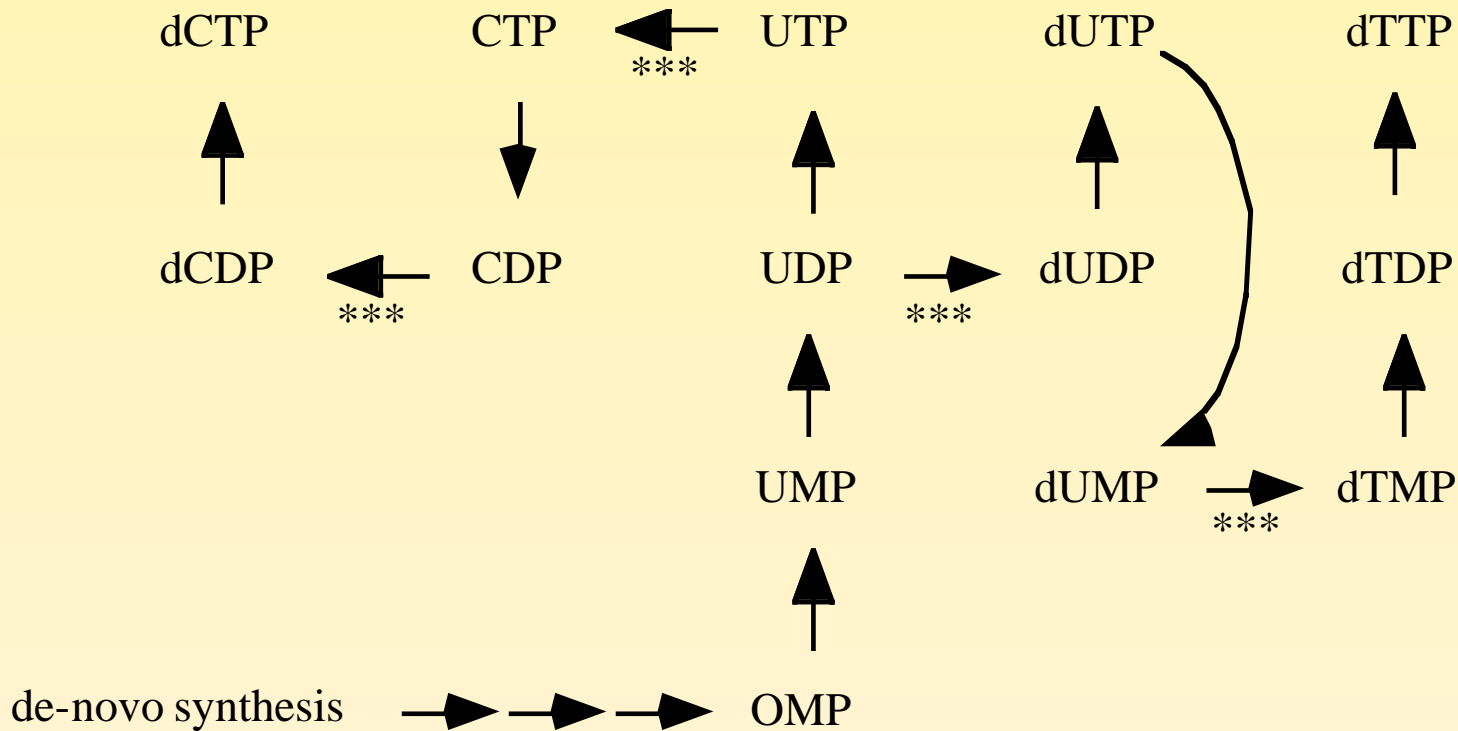 dCTP CTP UTP dUTP dTTP
***
dCDP CDP UDP dUDP dTDP
*** ***
UMP dUMP dTMP
***
de-novo synthesis OMP